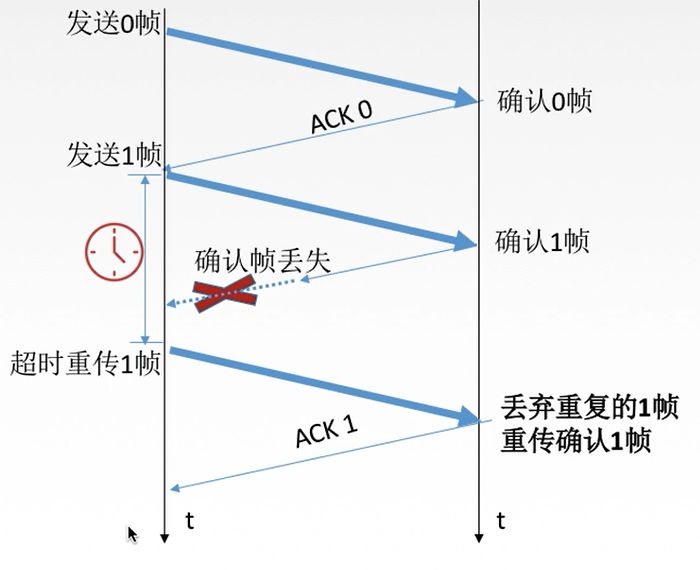 发送0帧
确认0帧
ACK 0
发送1帧
确认1帧
确认帧丢失
超时重传1帧
丢弃重复的1帧
重传确认1帧
ACK 1
t
t